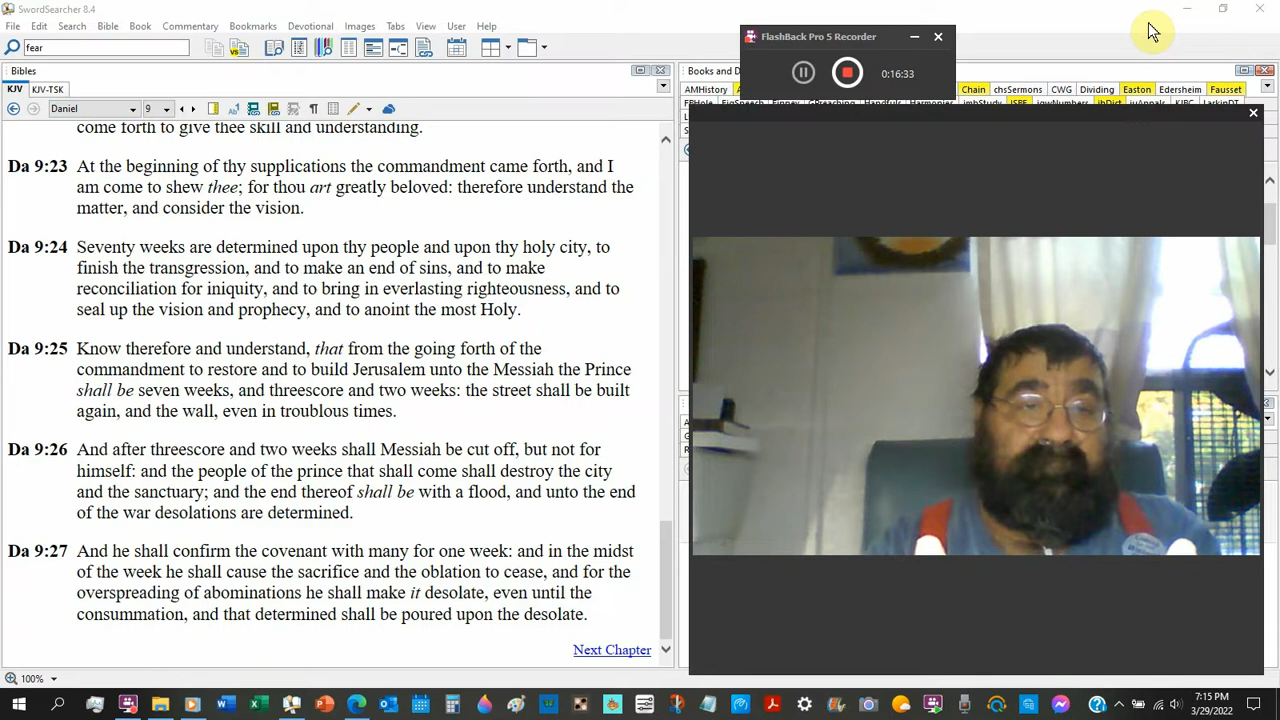 SwordSearcher 8.4
File Edit Search Bible Book Commentary Bookmarks Devotional Images Tabs View User Help
fear
FlashBack Pro 5 Recorder
0:16:33
Bibles
Books and D
KJV KJV-TSK
Chain chsSermons CWG Dividing Easton Edersheim Fausset
Daniel 9
come forth to give thee skill and understanding.
Da 9:23 At the beginning of thy supplications the commandment came forth, and I
am come to shew thee; for thou art greatly beloved: therefore understand the
matter, and consider the vision.
Da 9:24 Seventy weeks are determined upon thy people and upon thy holy city, to
finish the transgression, and to make an end of sins, and to make
reconciliation for iniquity, and to bring in everlasting righteousness, and to
seal up the vision and prophecy, and to anoint the most Holy.
Da 9:25 Know therefore and understand, that from the going forth of the
commandment to restore and to build Jerusalem unto the Messiah the Prince
shall be seven weeks, and threescore and two weeks: the street shall be built
again, and the wall, even in troublous times.
Da 9:26 And after threescore and two weeks shall Messiah be cut off, but not for
himself: and the people of the prince that shall come shall destroy the city
and the sanctuary; and the end thereof shall be with a flood, and unto the end
of the war desolations are determined.
Da 9:27 And he shall confirm the covenant with many for one week: and in the midst
of the week he shall cause the sacrifice and the oblation to cease, and for the
overspreading of abominations he shall make it desolate, even until the
consummation, and that determined shall be poured upon the desolate.
Next Chapter
100%
7:15 PM
3/29/2022